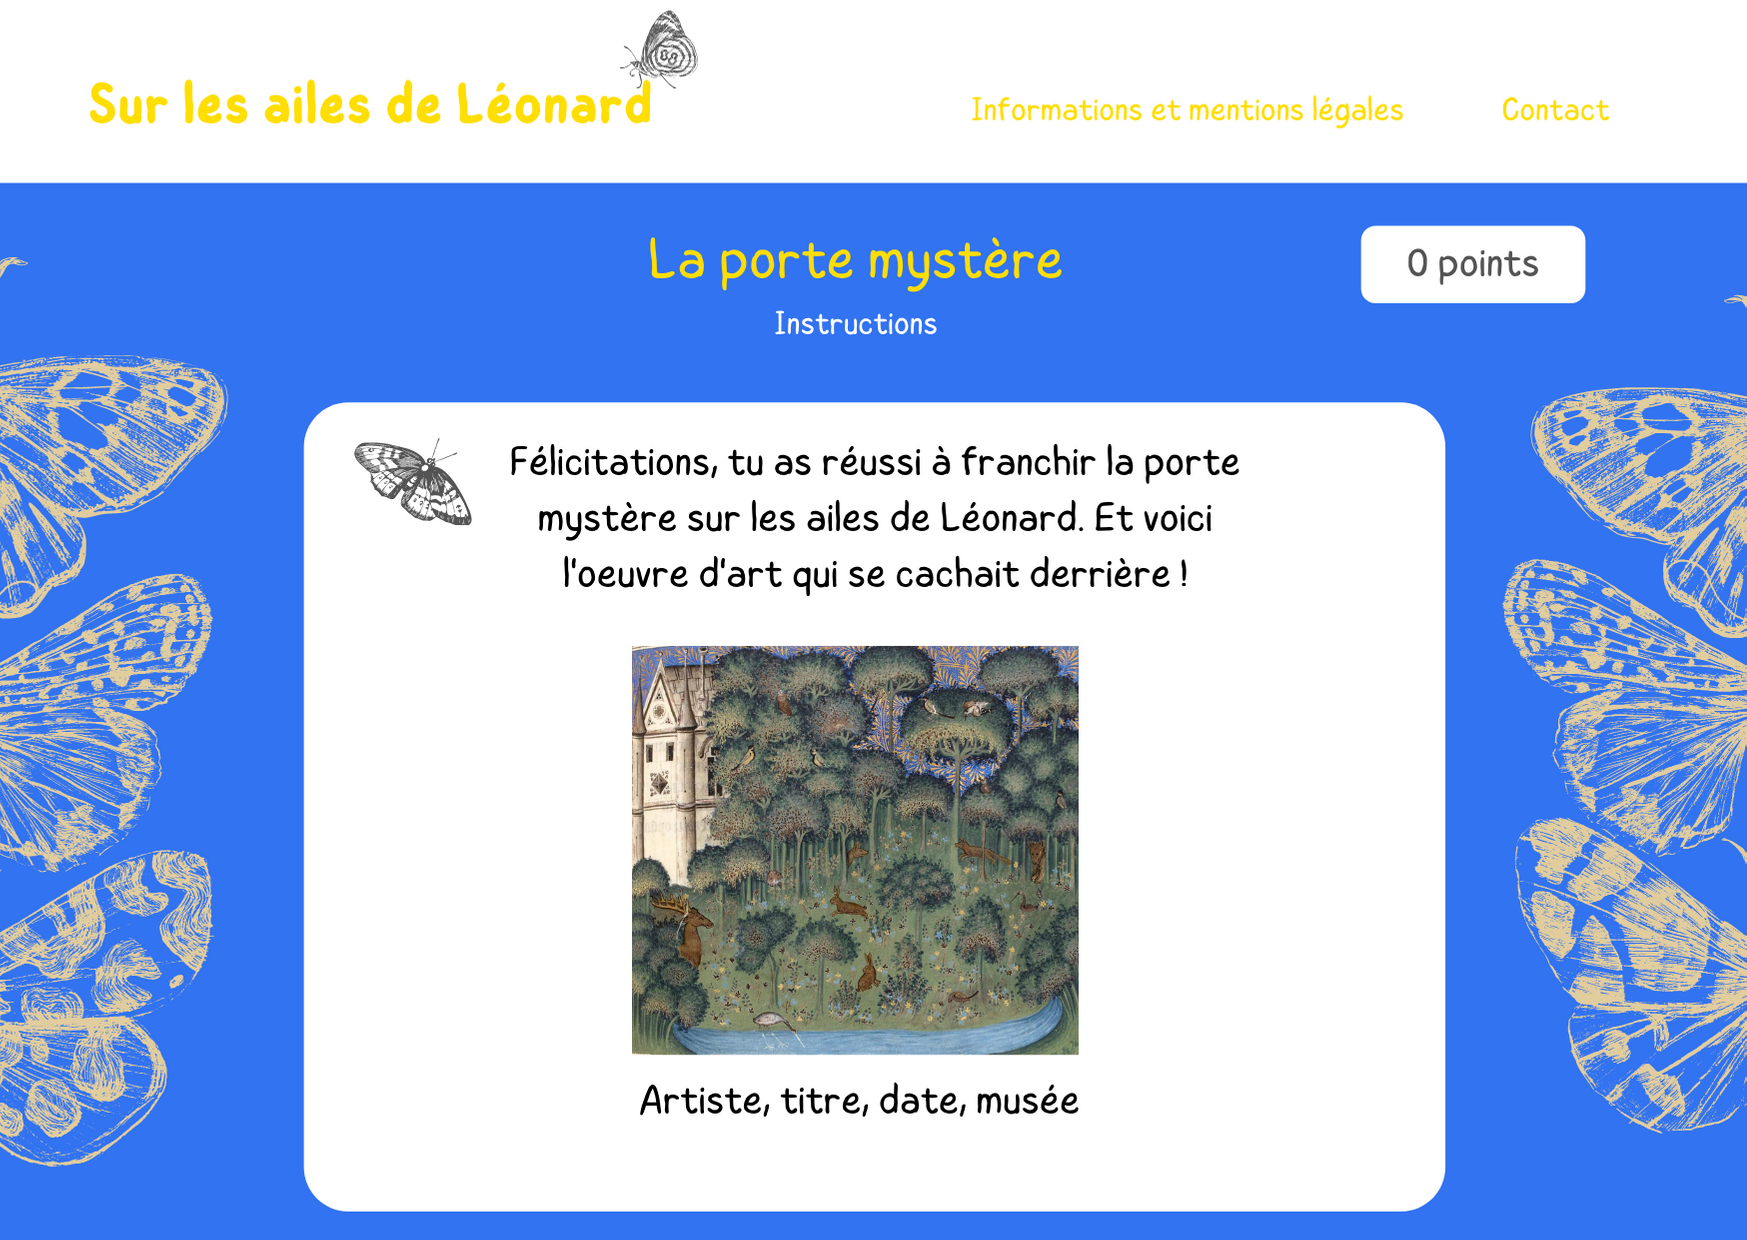 Sur les ailes de Léonard
Informations et mentions légales
Contact
La porte mystère
0 points
Instructions
Félicitations, tu as réussi à franchir la porte
mystère sur les ailes de Léonard. Et voici
l'oeuvre d'art qui se cachait derrière !
Artiste, titre, date, musée